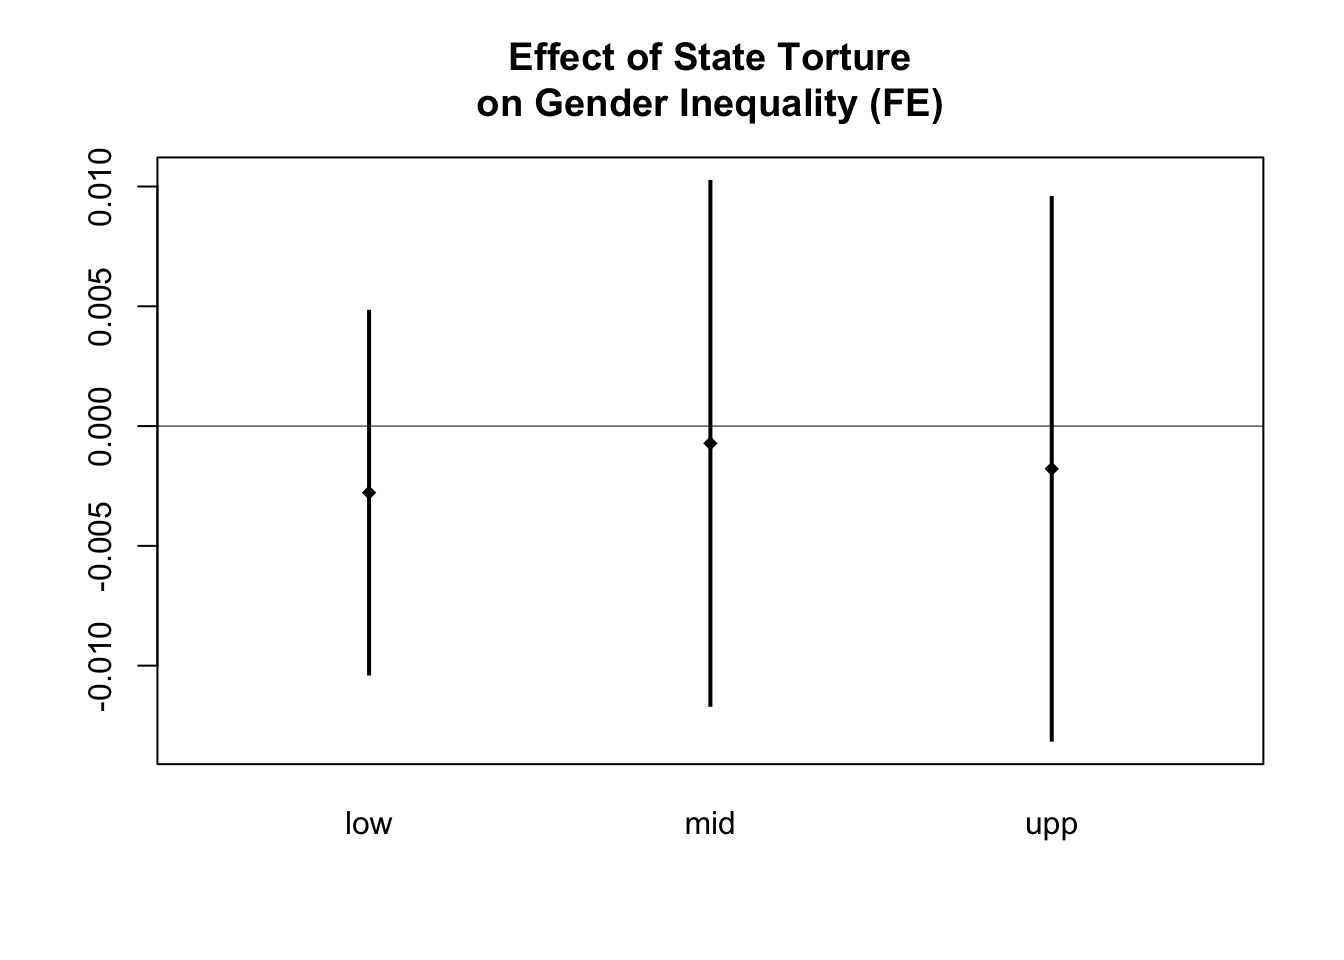 Effect of State Torture
on Gender Inequality (FE)
0.010
0.005
0.000
-0.005
-0.010
low mid upp